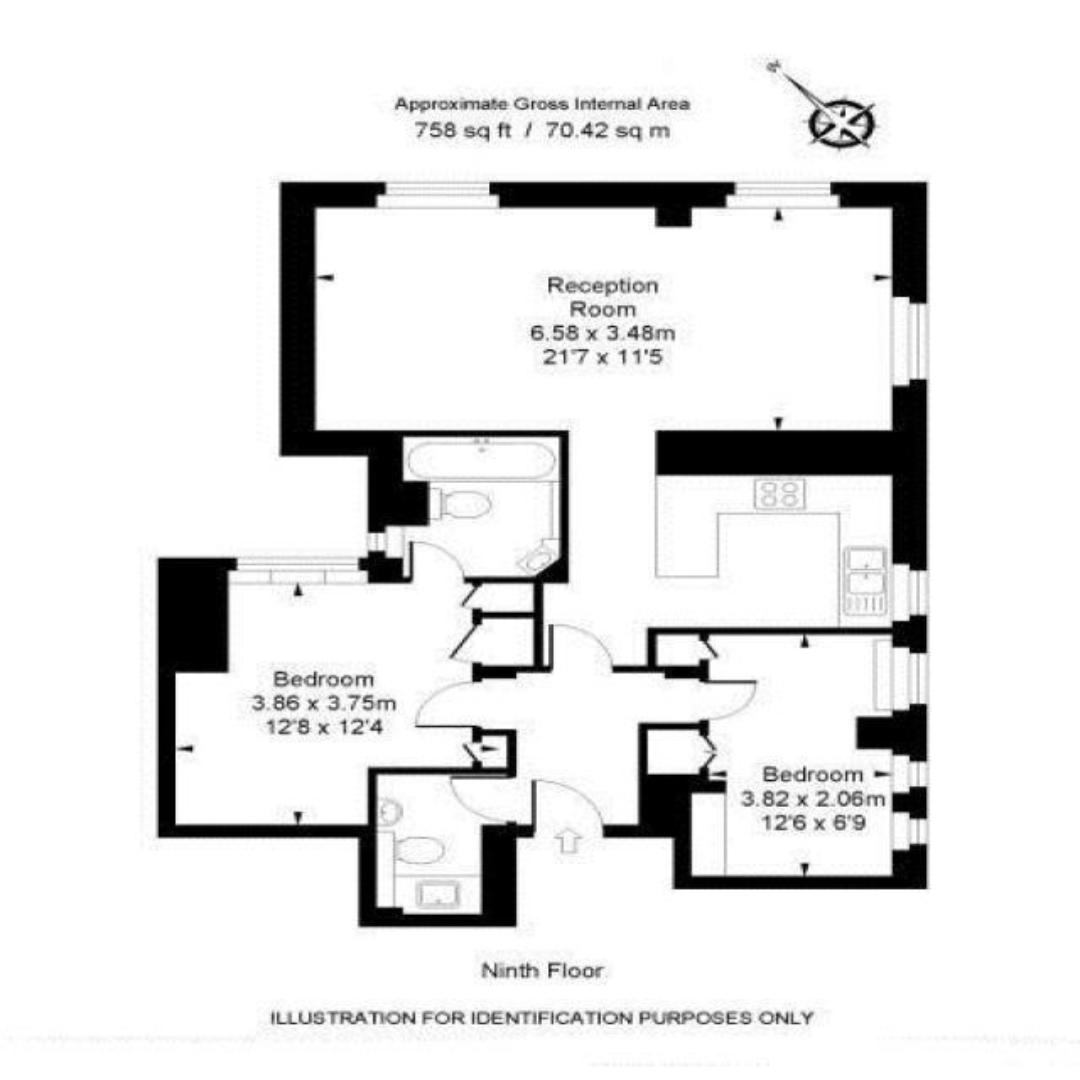 Approximate Gross Internal Area
758 sq ft / 70.42 sq m
N
Reception
Room
6.58 x 3.48m
21'7 x 11'5
Bedroom
3.86 x 3.75m
12'8 x 12'4
Bedroom
3.82 x 2.06m
12'6 x 6'9
Ninth Floor
ILLUSTRATION FOR IDENTIFICATION PURPOSES ONLY